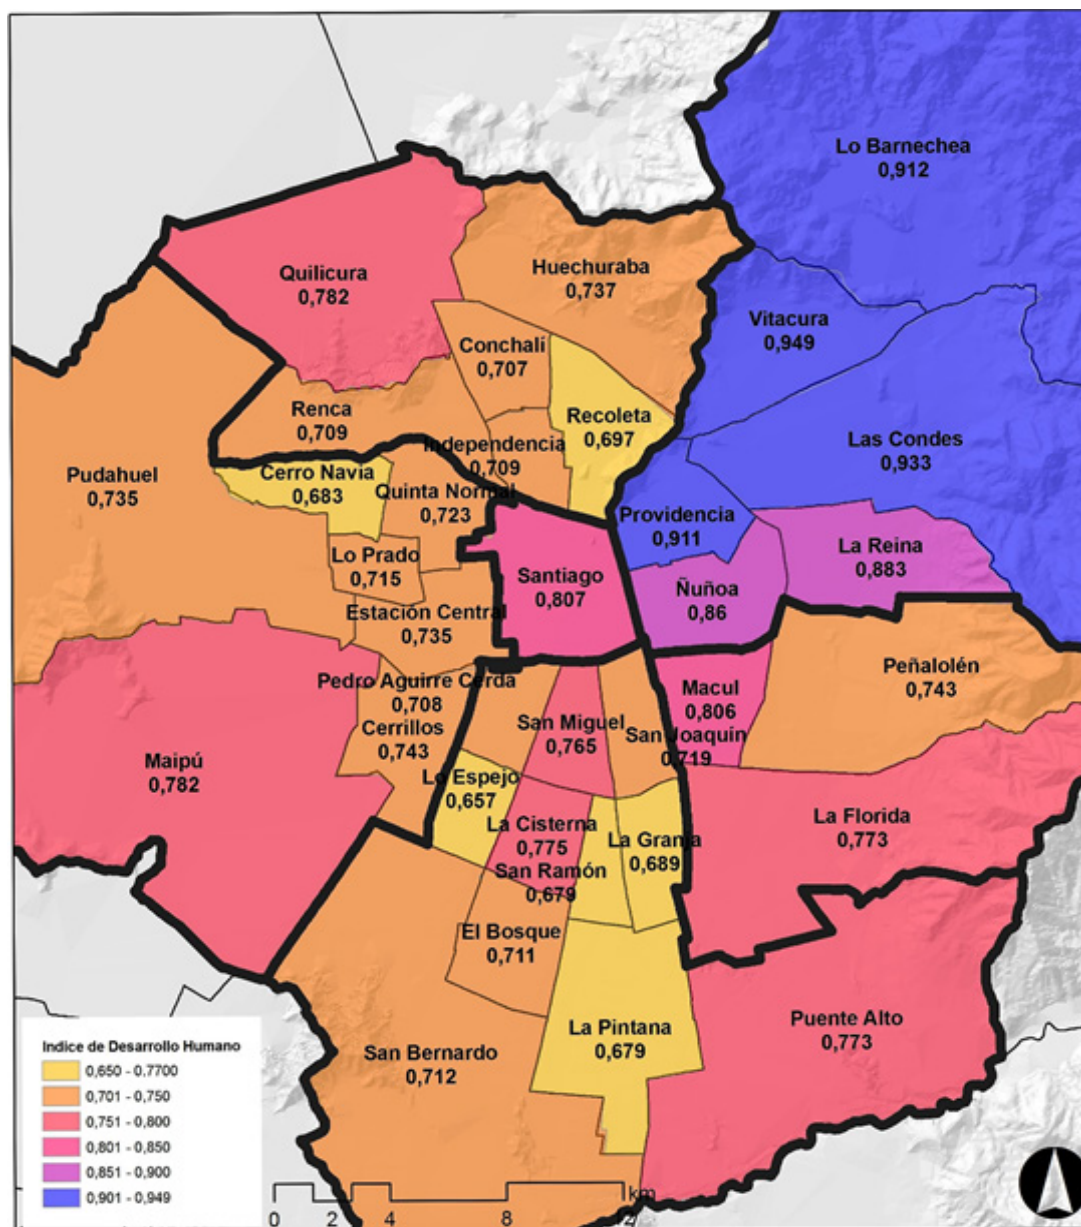 Lo Barnechea
0,912
Quilicura
0,782
Huechuraba
0,737
Vitacura
0,949
Conchalí
0,707
Renca
0,709
Recoleta
0,697
Las Condes
0,933
Independencia
0,709
Pudahuel
0,735
Cerro Navia
0,683
Quinta Normal
0,723
Providencia
0,911
La Reina
0,883
Lo Prado
0,715
Santiago
0,807
Ñuñoa
0,86
Estación Central
0,735
Peñalolén
0,743
Pedro Aguirre Cerda
0,708
Macul
0,806
Cerrillos
0,743
San Miguel
0,765
San Joaquín
0,719
Maipú
0,782
Lo Espejo
0,657
La Cisterna
0,775
La Granja
0,689
La Florida
0,773
San Ramón
0,679
El Bosque
0,711
La Pintana
0,679
Puente Alto
0,773
San Bernardo
0,712
Indice de Desarrollo Humano
0,650 - 0,7700
0,701 - 0,750
0,751 - 0,800
0,801 - 0,850
0,851 - 0,900
0,901 - 0,949
km
0 2 4 8 12